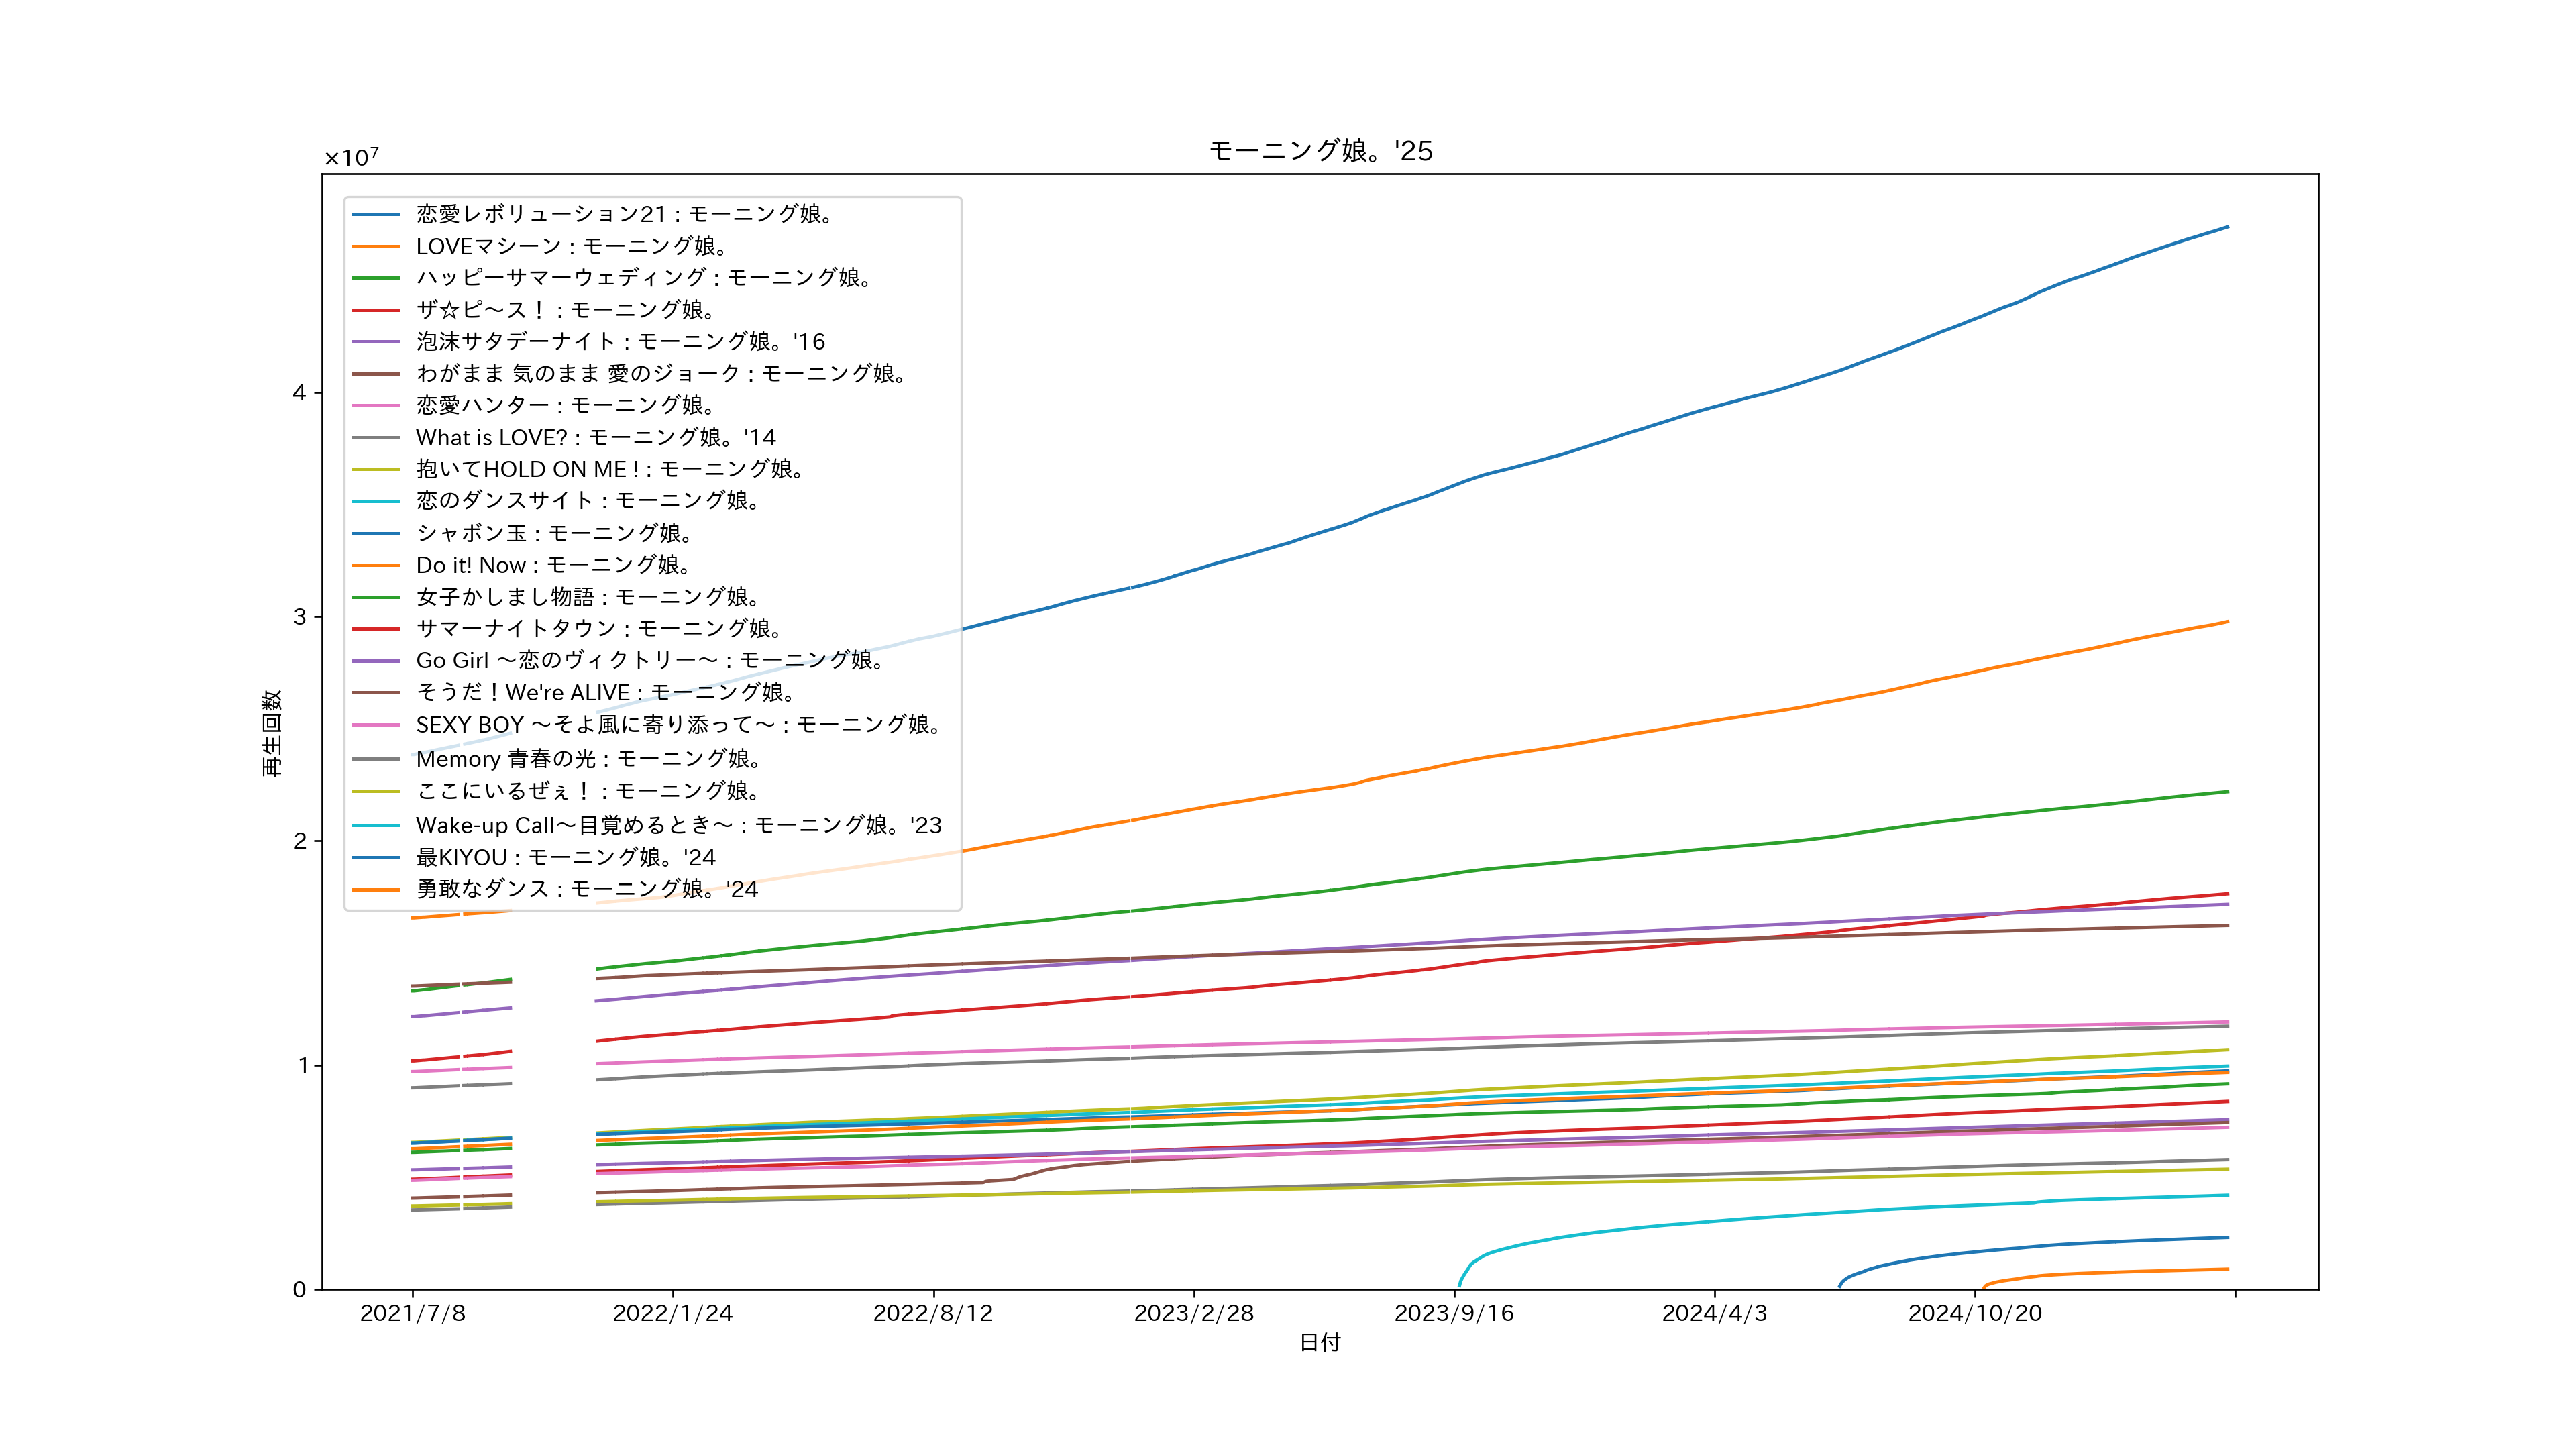 モーニング娘。'25
×10⁷
恋愛レボリューション21 : モーニング娘。
LOVEマシーン : モーニング娘。
ハッピーサマーウェディング : モーニング娘。
ザ☆ピ〜ス！ : モーニング娘。
泡沫サタデーナイト : モーニング娘。'16
わがまま 気のまま 愛のジョーク : モーニング娘。
恋愛ハンター : モーニング娘。
What is LOVE? : モーニング娘。'14
抱いてHOLD ON ME ! : モーニング娘。
恋のダンスサイト : モーニング娘。
シャボン玉 : モーニング娘。
Do it! Now : モーニング娘。
女子かしまし物語 : モーニング娘。
サマーナイトタウン : モーニング娘。
Go Girl 〜恋のヴィクトリー〜 : モーニング娘。
そうだ！We're ALIVE : モーニング娘。
SEXY BOY 〜そよ風に寄り添って〜 : モーニング娘。
Memory 青春の光 : モーニング娘。
ここにいるぜぇ！ : モーニング娘。
Wake-up Call〜目覚めるとき〜 : モーニング娘。'23
最KIYOU : モーニング娘。'24
勇敢なダンス : モーニング娘。'24
再生回数
4
3
2
1
0
2021/7/8
2022/1/24
2022/8/12
2023/2/28
2023/9/16
2024/4/3
2024/10/20
日付